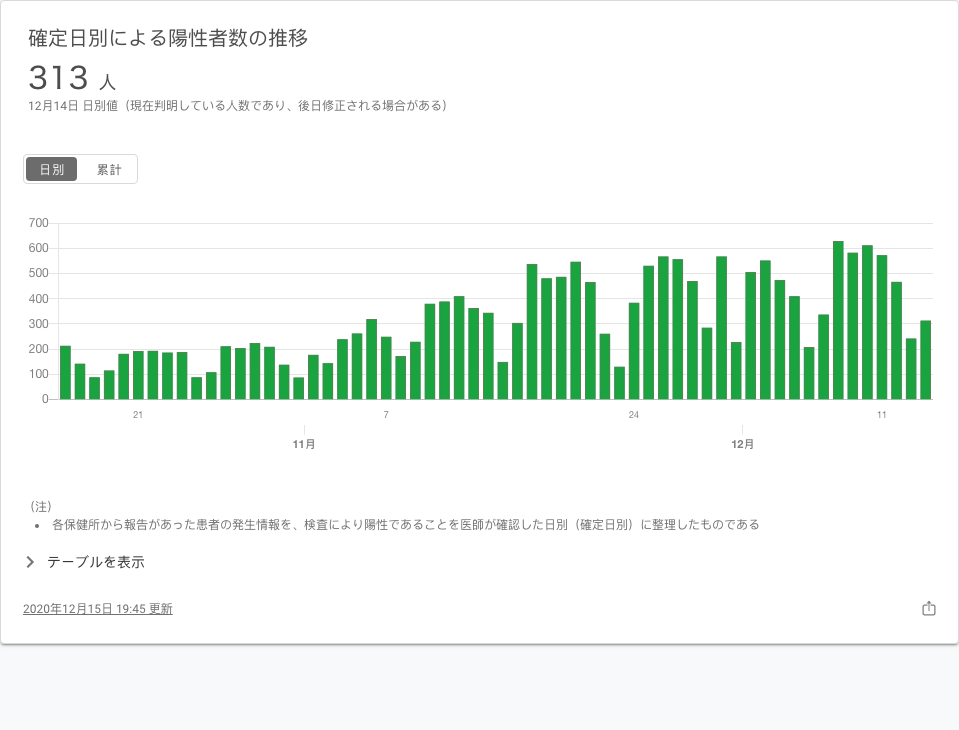 確定日別による陽性者数の推移
313 人
12月14日 日別値（現在判明している人数であり、後日修正される場合がある）
日別 累計
700
600
500
400
300
200
100
0
21 7 24 11
11月 12月
（注）
• 各保健所から報告があった患者の発生情報を、検査により陽性であることを医師が確認した日別（確定日別）に整理したものである
テーブルを表示
2020年12月15日 19:45 更新